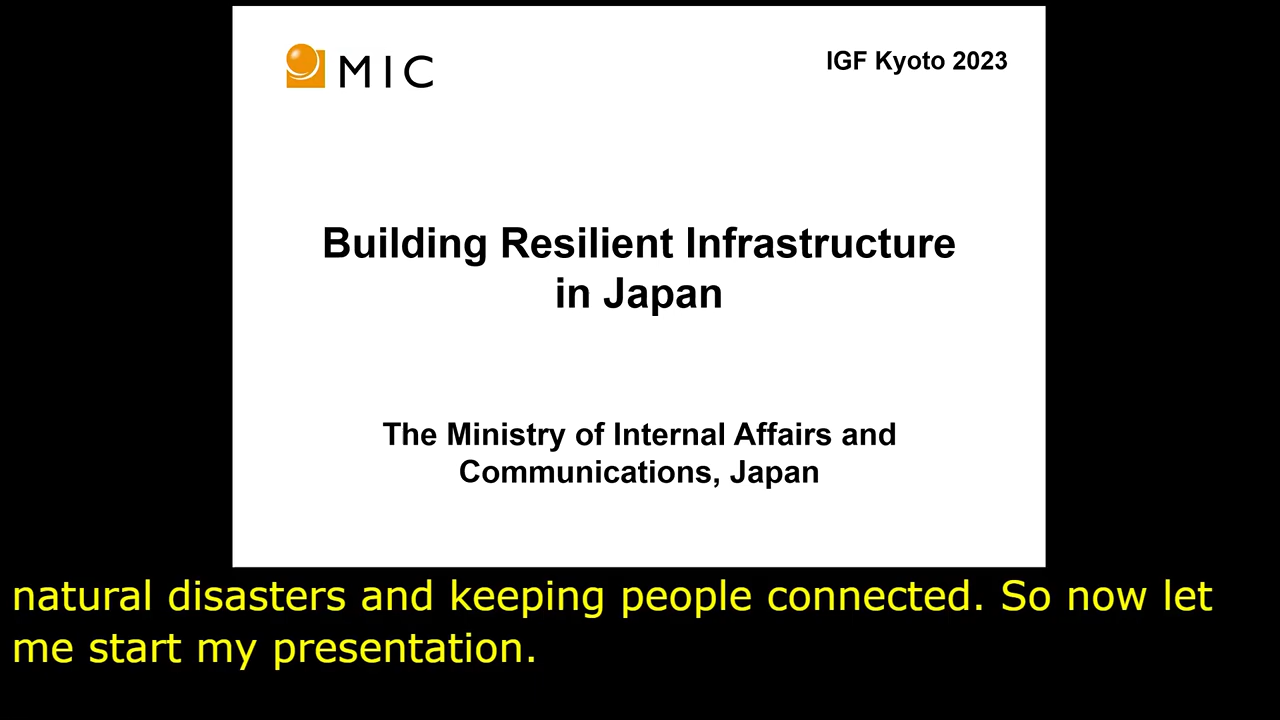 MIC
IGF Kyoto 2023
Building Resilient Infrastructure
in Japan
The Ministry of Internal Affairs and
Communications, Japan
natural disasters and keeping people connected. So now let
me start my presentation.